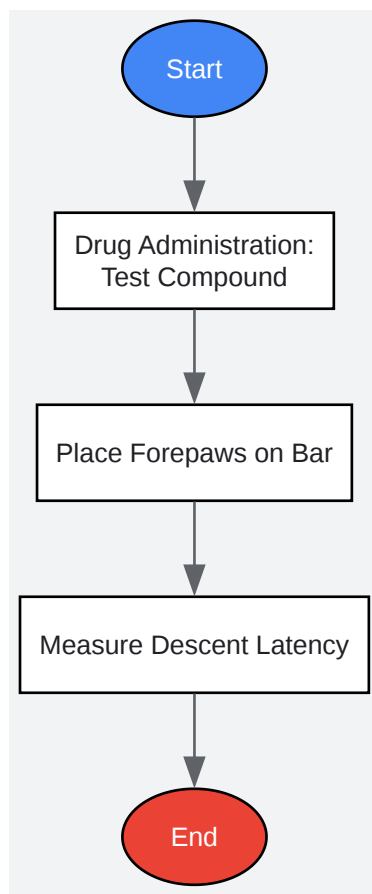 Start
Drug Administration:
Test Compound
Place Forepaws on Bar
Measure Descent Latency
End